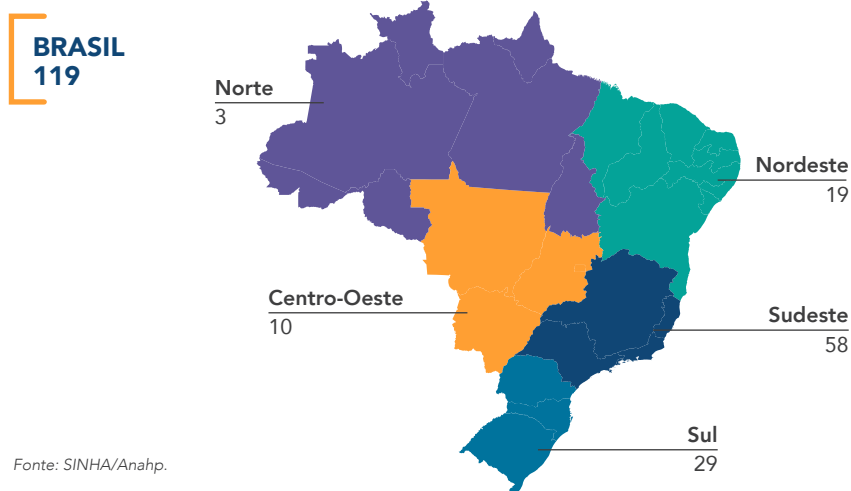 BRASIL
119
Norte
3
Nordeste
19
Centro-Oeste
10
Sudeste
58
Sul
29
Fonte: SINHA/Anahp.